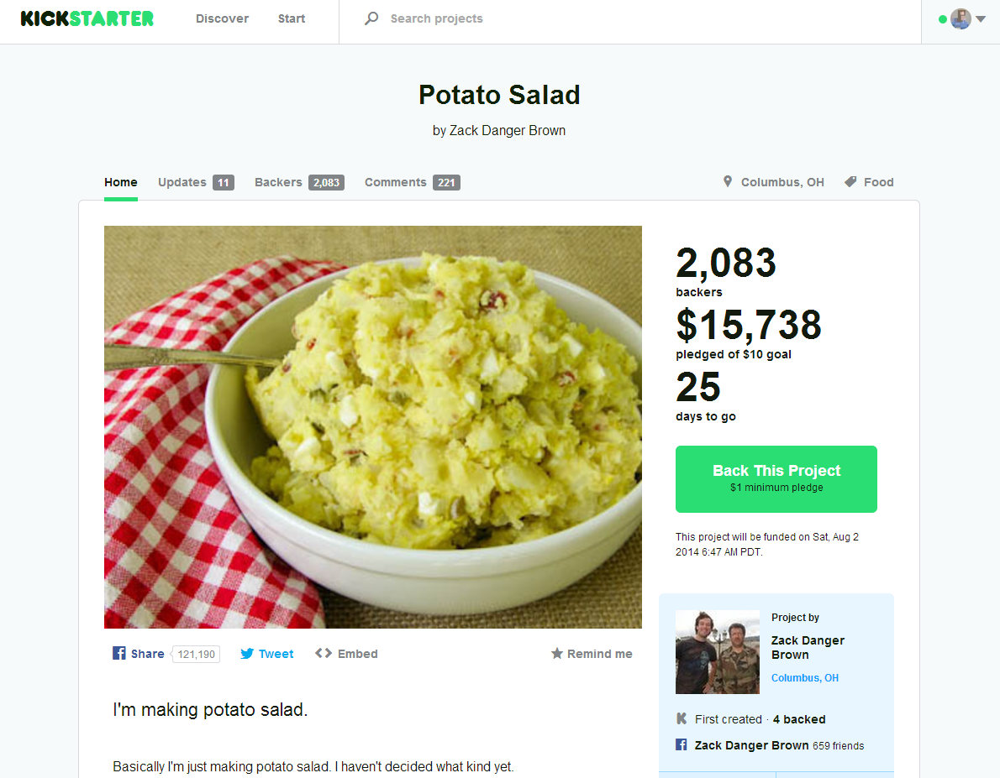 KICKSTARTER
Discover
Start
Search projects
Potato Salad
by Zack Danger Brown
Home
Updates 11
Backers 2,083
Comments 221
Columbus, OH
Food
2,083
backers
$15,738
pledged of $10 goal
25
days to go
Back This Project
$1 minimum pledge
This project will be funded on Sat, Aug 2
2014 6:47 AM PDT.
Share 121,190
Tweet
Embed
Remind me
I'm making potato salad.
Basically I'm just making potato salad. I haven't decided what kind yet.
Project by
Zack Danger
Brown
Columbus, OH
First created · 4 backed
Zack Danger Brown 659 friends